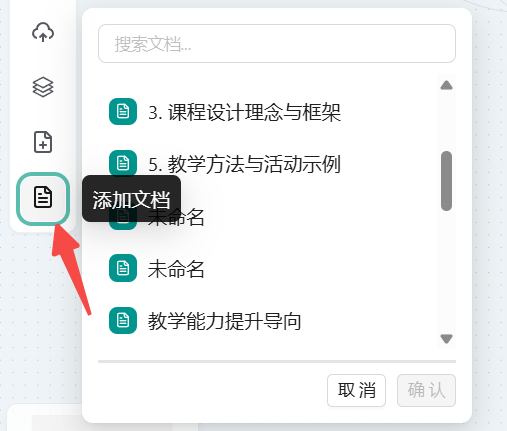 搜索文档...
3. 课程设计理念与框架
5. 教学方法与活动示例
添加文档
未命名
未命名
教学能力提升导向
取消
确认